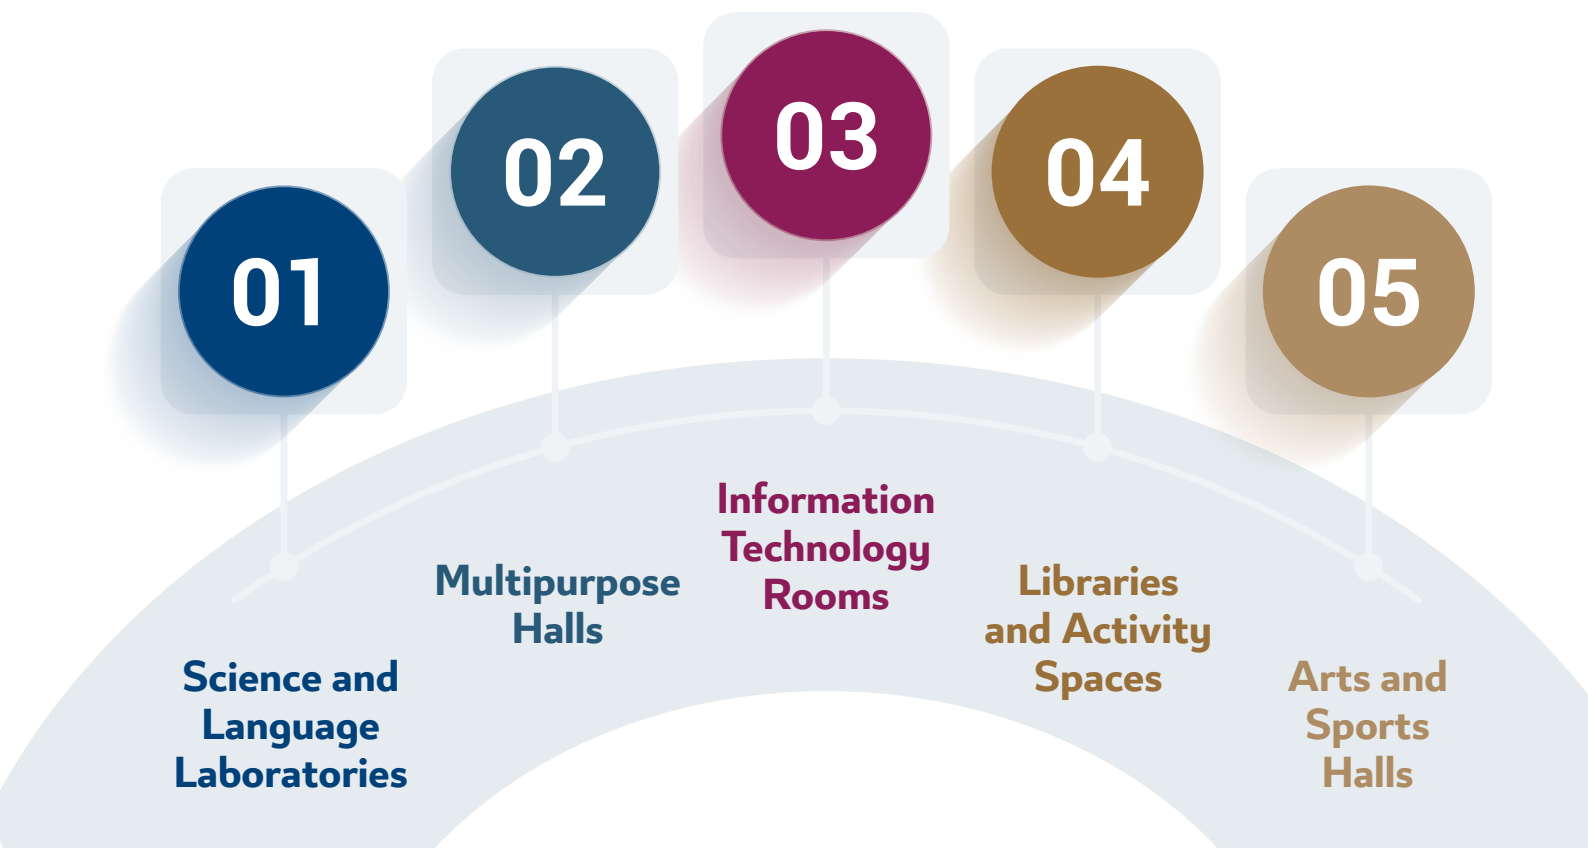 01
Science and
Language
Laboratories
02
Multipurpose
Halls
03
Information
Technology
Rooms
04
Libraries
and Activity
Spaces
05
Arts and
Sports
Halls